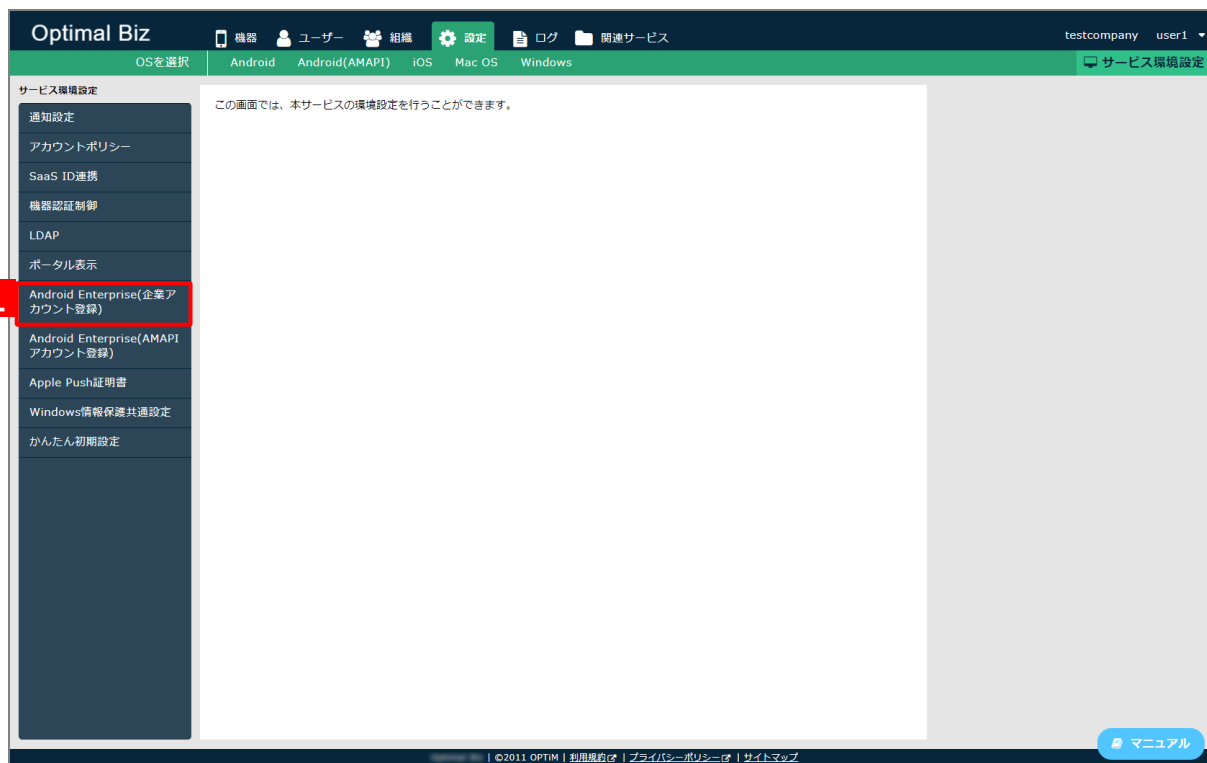 Optimal Biz
機器 ユーザー 組織 設定 ログ 関連サービス
testcompany user1
OSを選択 Android Android(AMAPI) iOS Mac OS Windows サービス環境設定
サービス環境設定
この画面では、本サービスの環境設定を行うことができます。
通知設定
アカウントポリシー
SaaS ID連携
機器認証制御
LDAP
ポータル表示
Android Enterprise(企業ア
カウント登録)
Android Enterprise(AMAPI
アカウント登録)
Apple Push証明書
Windows情報保護共通設定
かんたん初期設定
マニュアル
| ©2011 OPTiM | 利用規約 | プライバシーポリシー | サイトマップ